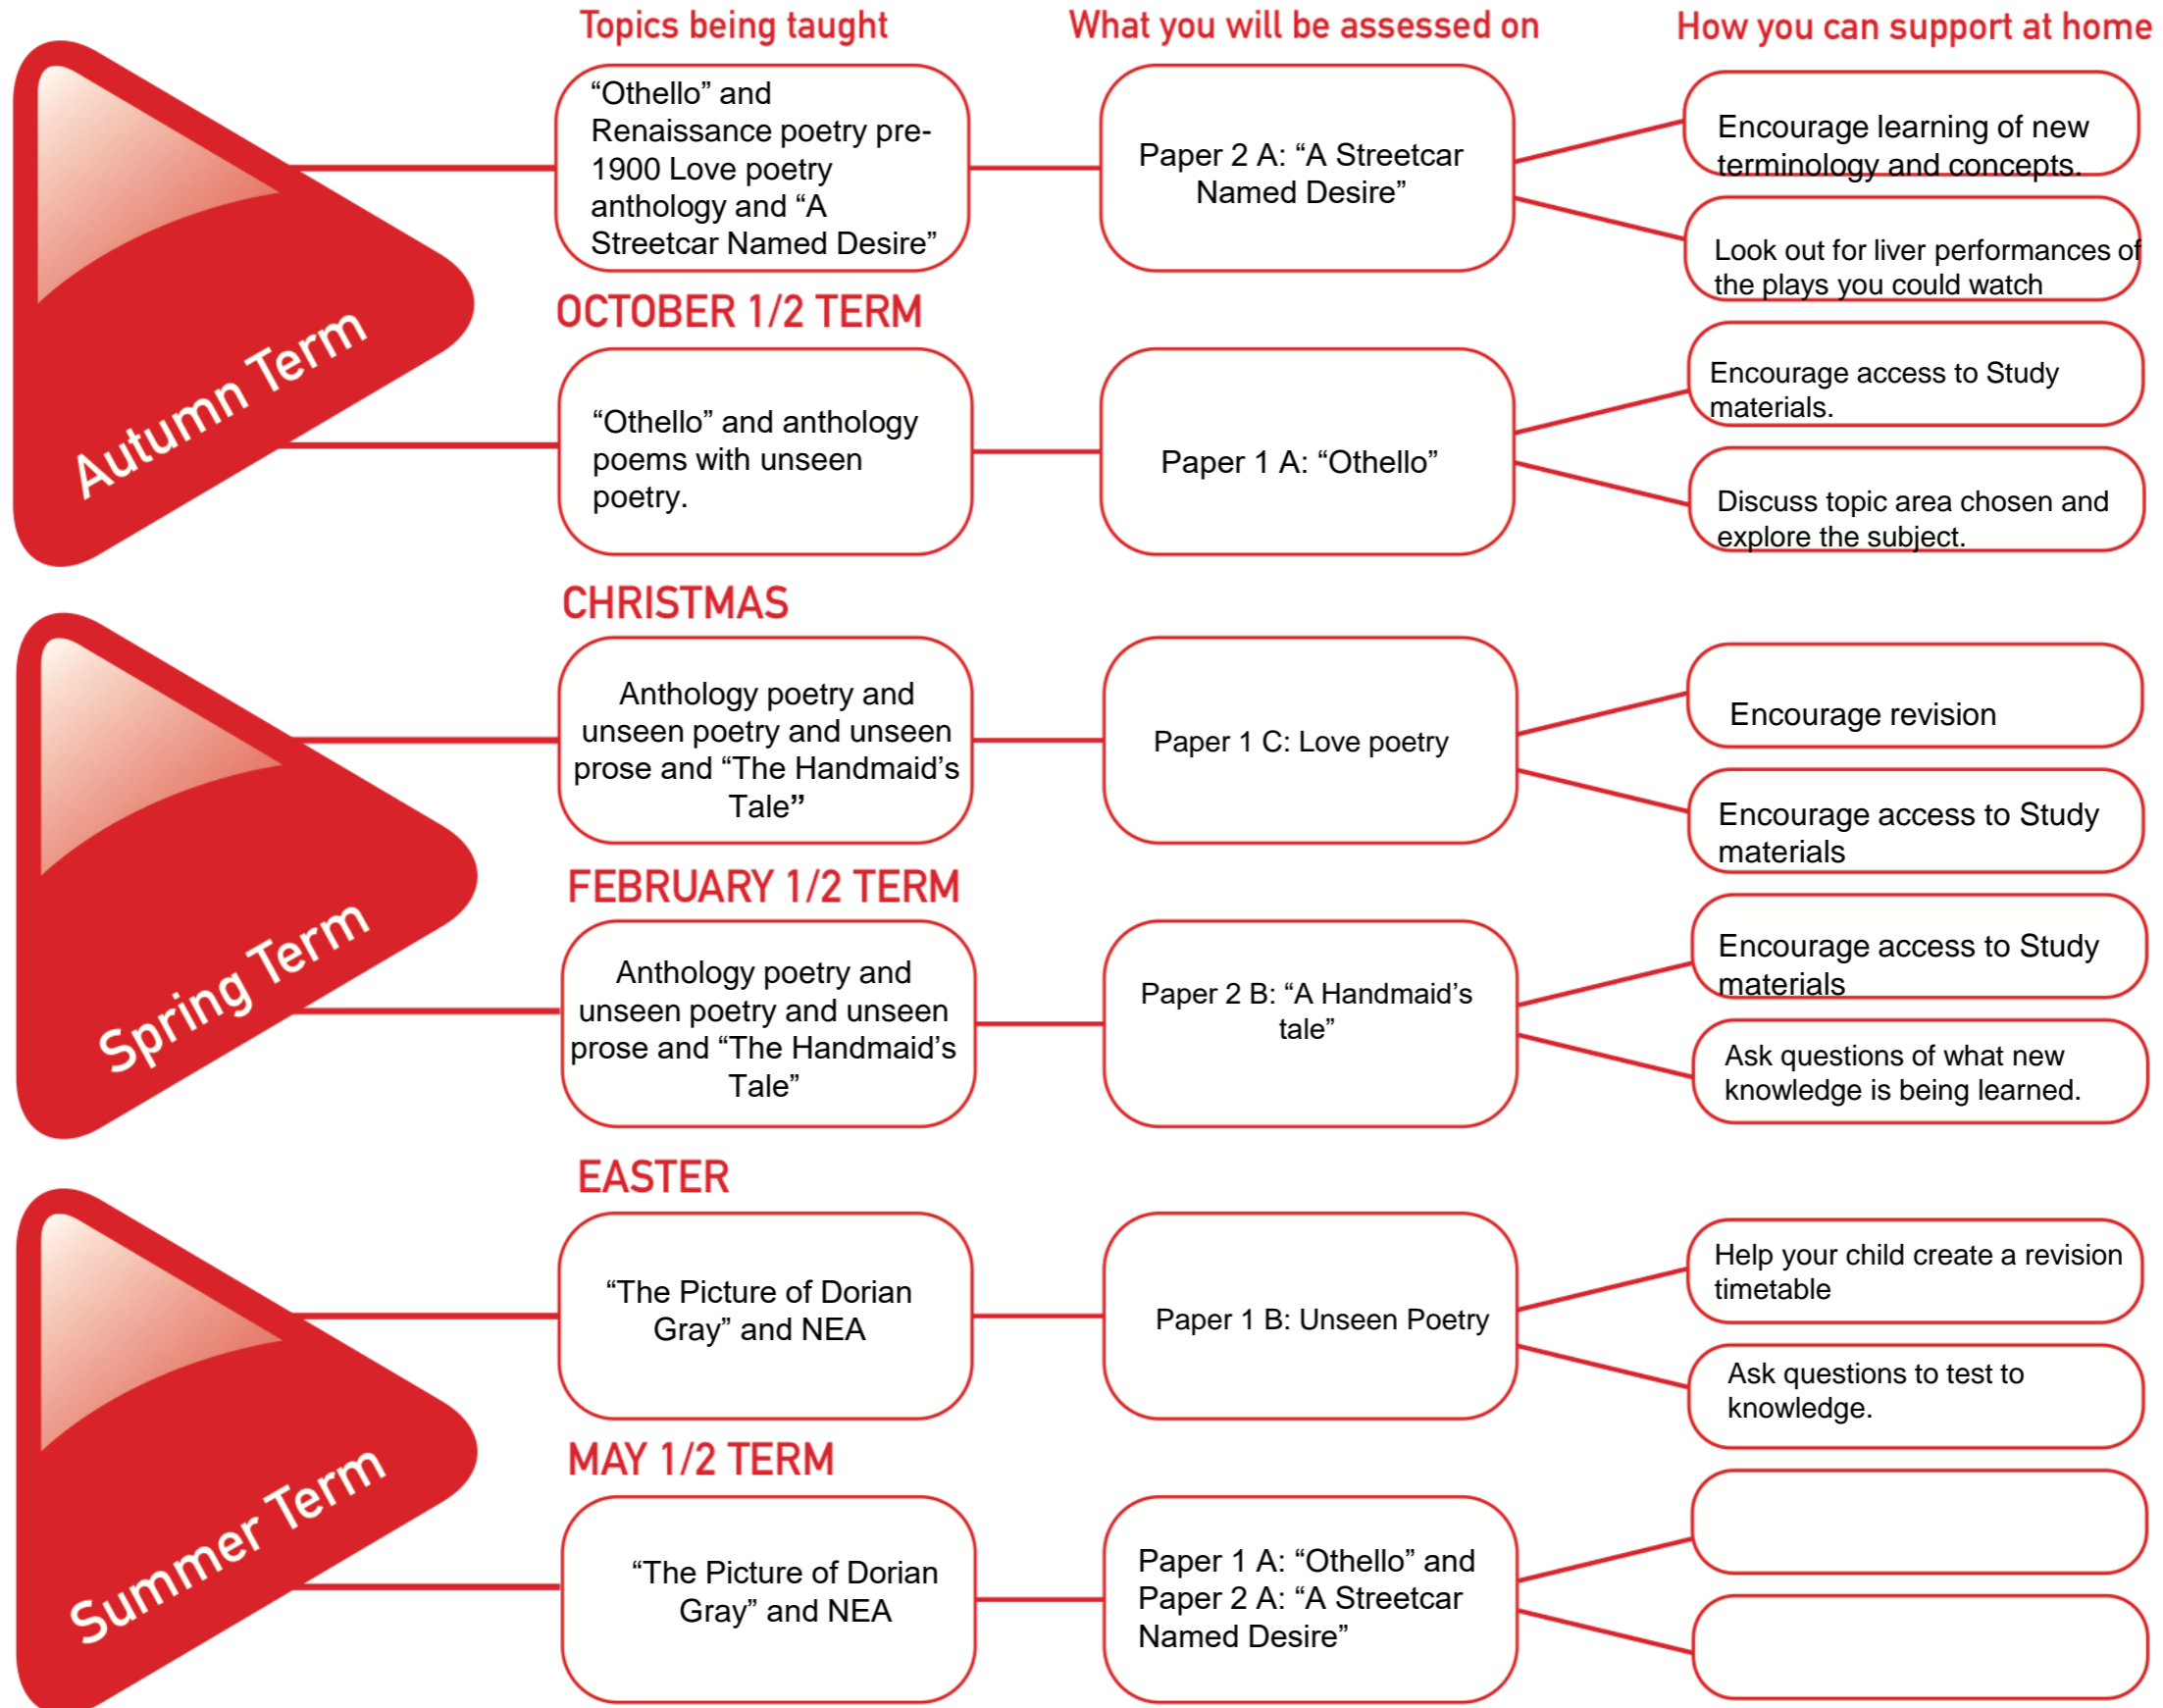 Topics being taught
What you will be assessed on
How you can support at home
Autumn Term
“Othello” and
Renaissance poetry pre-
1900 Love poetry
anthology and “A
Streetcar Named Desire”
Paper 2 A: “A Streetcar
Named Desire”
Encourage learning of new
terminology and concepts.
Look out for liver performances of
the plays you could watch
OCTOBER 1/2 TERM
“Othello” and anthology
poems with unseen
poetry.
Paper 1 A: “Othello”
Encourage access to Study
materials.
Discuss topic area chosen and
explore the subject.
CHRISTMAS
Spring Term
Anthology poetry and
unseen poetry and unseen
prose and “The Handmaid’s
Tale”
Paper 1 C: Love poetry
Encourage revision
Encourage access to Study
materials
FEBRUARY 1/2 TERM
Anthology poetry and
unseen poetry and unseen
prose and “The Handmaid’s
Tale”
Paper 2 B: “A Handmaid’s
tale”
Encourage access to Study
materials
Ask questions of what new
knowledge is being learned.
EASTER
Summer Term
“The Picture of Dorian
Gray” and NEA
Paper 1 B: Unseen Poetry
Help your child create a revision
timetable
Ask questions to test to
knowledge.
MAY 1/2 TERM
“The Picture of Dorian
Gray” and NEA
Paper 1 A: “Othello” and
Paper 2 A: “A Streetcar
Named Desire”